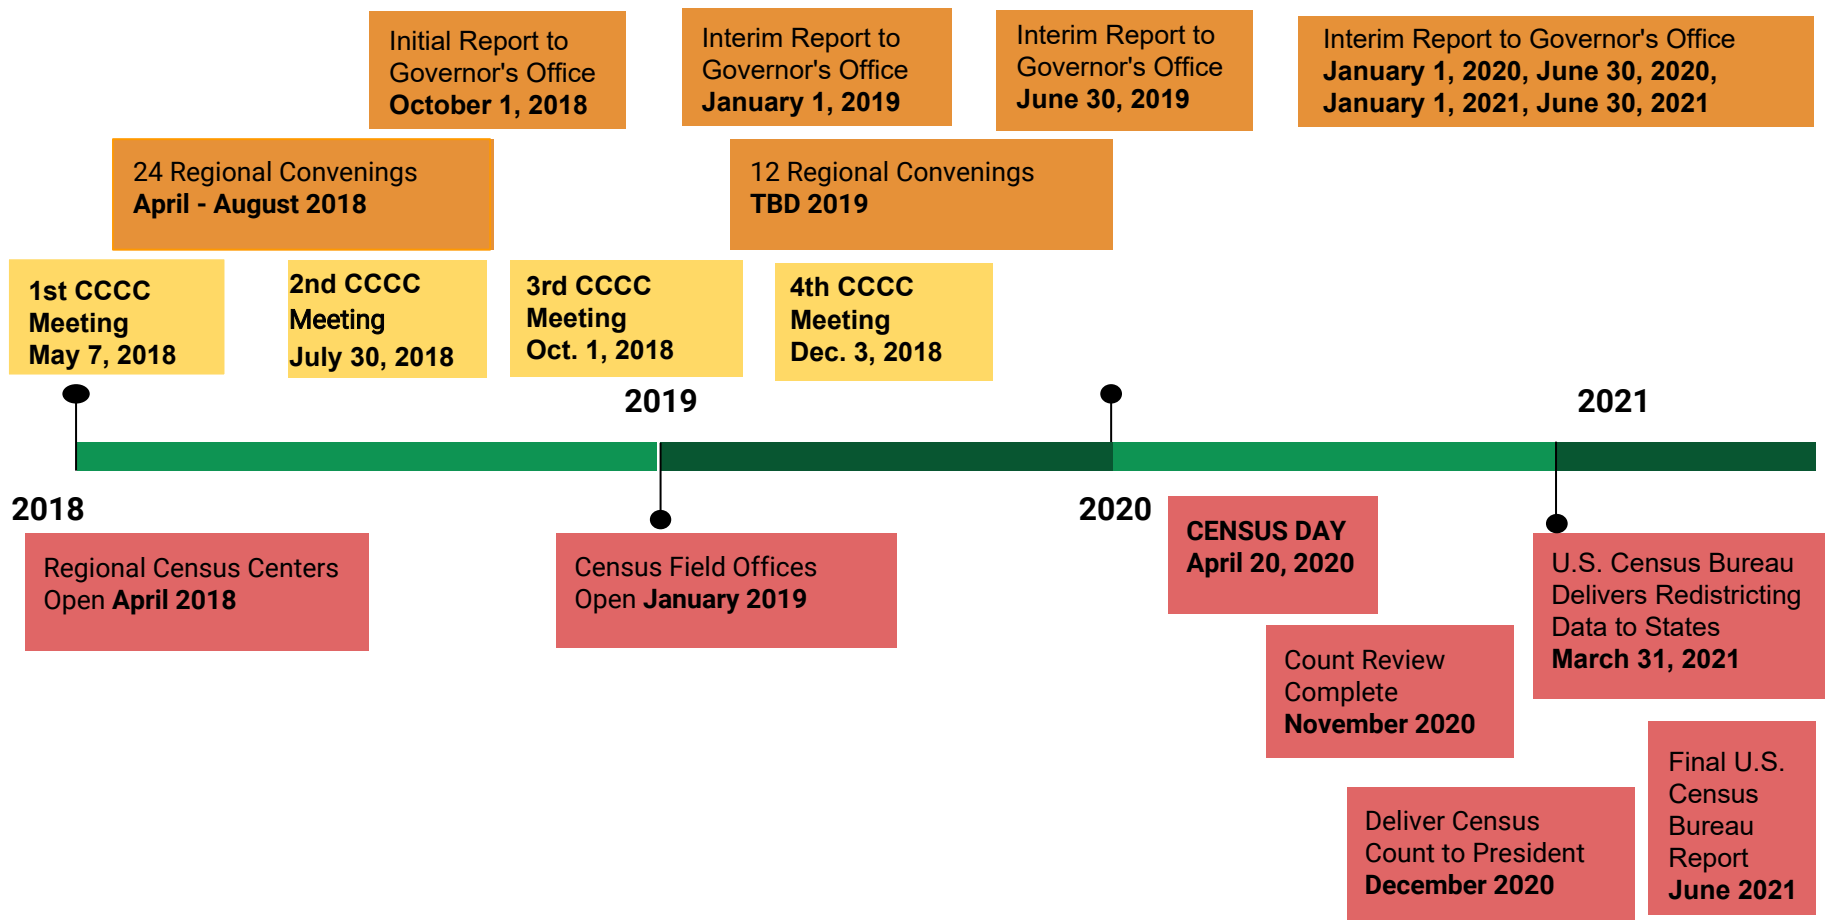 Initial Report to
Governor's Office
October 1, 2018
Interim Report to
Governor's Office
January 1, 2019
Interim Report to
Governor's Office
June 30, 2019
Interim Report to Governor's Office
January 1, 2020, June 30, 2020,
January 1, 2021, June 30, 2021
24 Regional Convenings
April - August 2018
12 Regional Convenings
TBD 2019
1st CCCC
Meeting
May 7, 2018
2nd CCCC
Meeting
July 30, 2018
3rd CCCC
Meeting
Oct. 1, 2018
4th CCCC
Meeting
Dec. 3, 2018
2019
2021
2018
2020
Regional Census Centers
Open April 2018
Census Field Offices
Open January 2019
CENSUS DAY
April 20, 2020
U.S. Census Bureau
Delivers Redistricting
Data to States
March 31, 2021
Count Review
Complete
November 2020
Deliver Census
Count to President
December 2020
Final U.S.
Census
Bureau
Report
June 2021